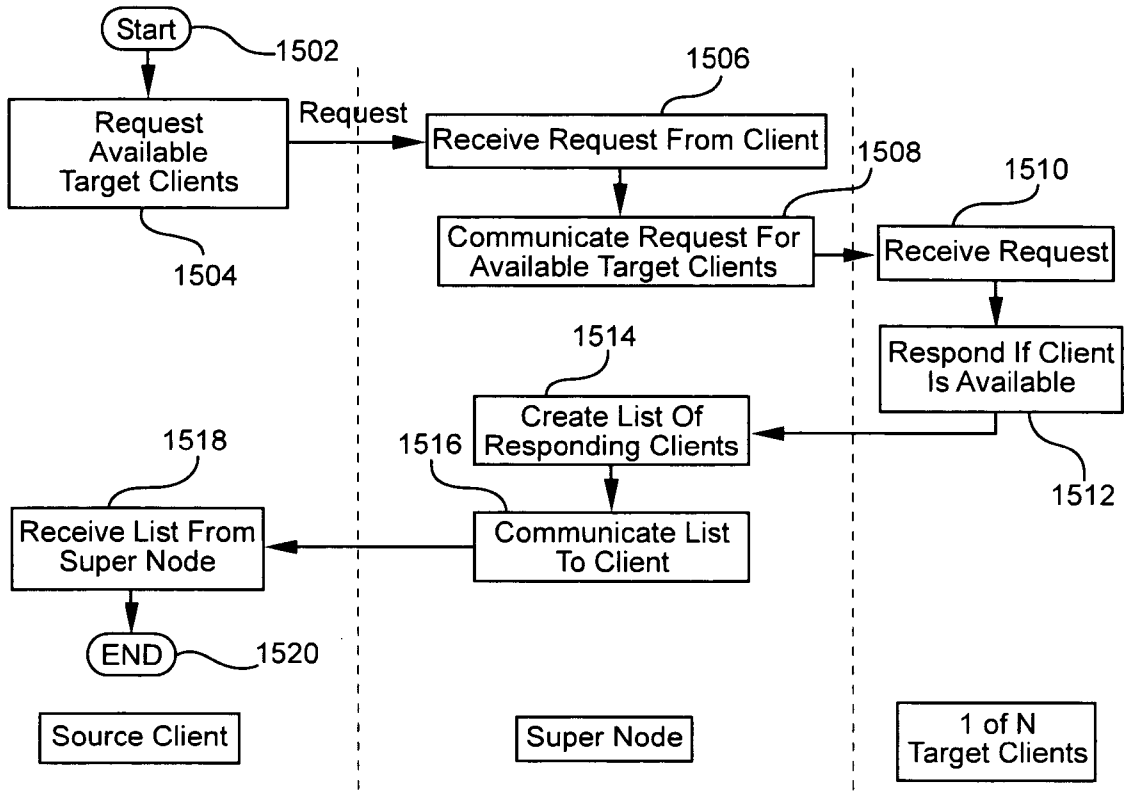 Start
1502
1506
Request
Available
Target Clients
Request
Receive Request From Client
1508
1510
1504
Communicate Request For
Available Target Clients
Receive Request
1514
Respond If Client
Is Available
Create List Of
Responding Clients
1518
1516
1512
Receive List From
Super Node
Communicate List
To Client
END
1520
Source Client
Super Node
1 of N
Target Clients